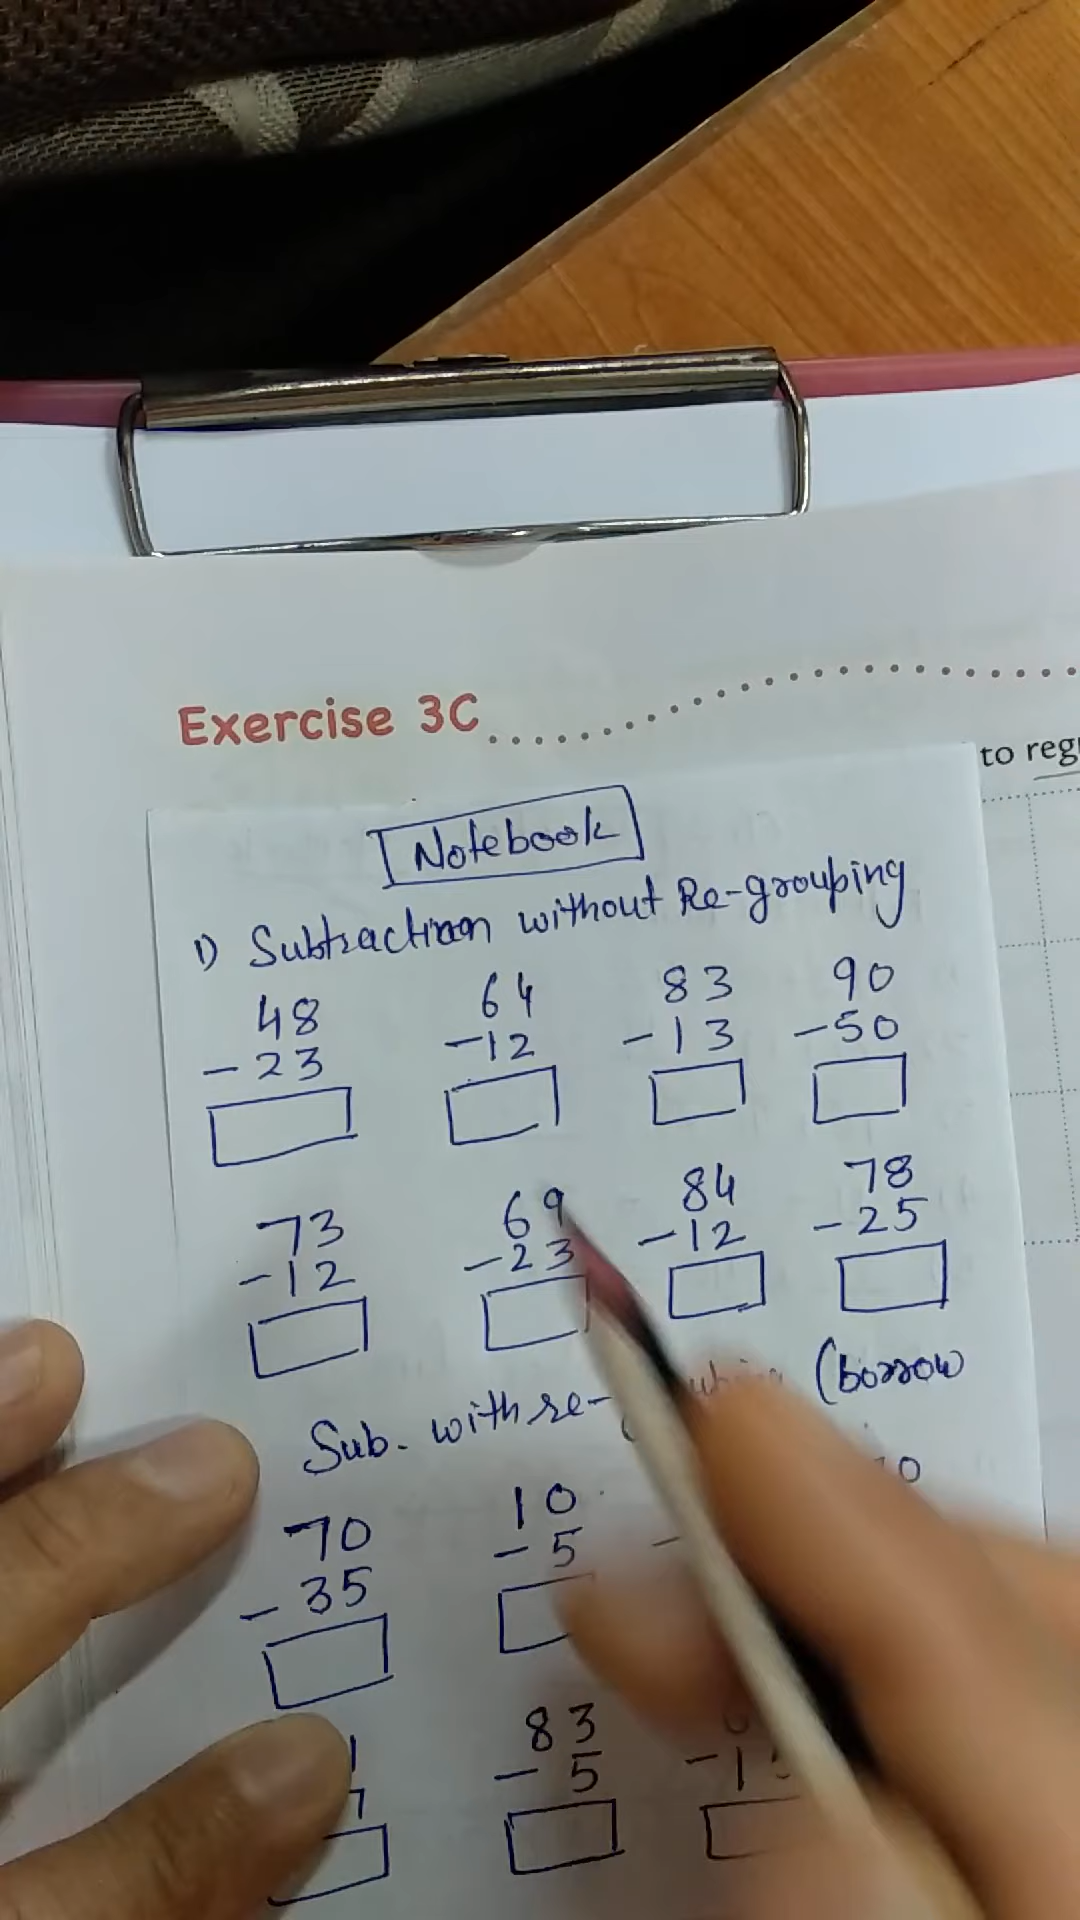 Exercise 3C
to
Notebook
1) Subtraction without Re-grouping
48 64 83 90
-23 -12 -13 -50
73 69 84 78
-12 -23 -12 -25
Sub. with re- (borrow
70 10
-35 -5
83
-5